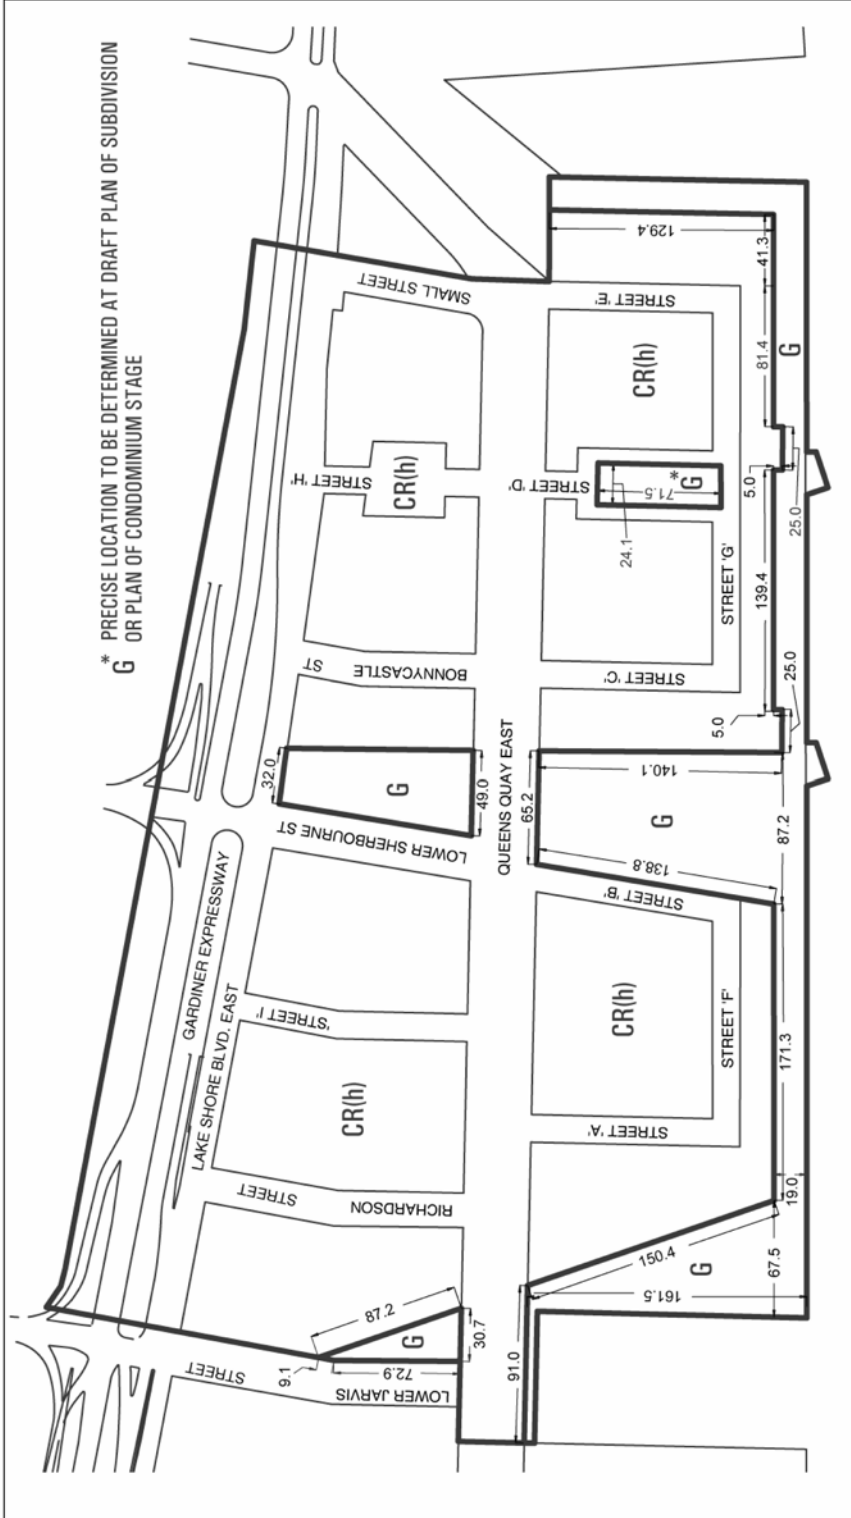 G* PRECISE LOCATION TO BE DETERMINED AT DRAFT PLAN OF SUBDIVISION
OR PLAN OF CONDOMINIUM STAGE
GARDINER EXPRESSWAY
LAKE SHORE BLVD. EAST
LOWER JARVIS
STREET
9.1
87.2
72.9
G
30.7
RICHARDSON
STREET
CR(h)
'STREET I'
LOWER SHERBOURNE ST
32.0
G
49.0
BONNYCASTLE
ST
STREET 'H'
CR(h)
SMALL STREET
QUEENS QUAY EAST
91.0
161.5
150.4
G
67.5
19.0
STREET 'A'
CR(h)
STREET 'F'
171.3
STREET 'B'
65.2
138.8
G
140.1
87.2
5.0
25.0
STREET 'C'
STREET 'G'
139.4
STREET 'D'
24.1
71.5
G*
5.0
25.0
CR(h)
STREET 'E'
129.4
81.4
41.3
G